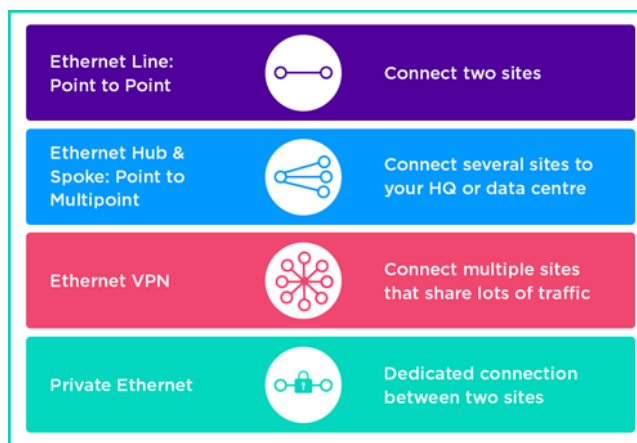 Ethernet Line:
Point to Point
Connect two sites
Ethernet Hub &
Spoke: Point to
Multipoint
Connect several sites to
your HQ or data centre
Ethernet VPN
Connect multiple sites
that share lots of traffic
Private Ethernet
Dedicated connection
between two sites